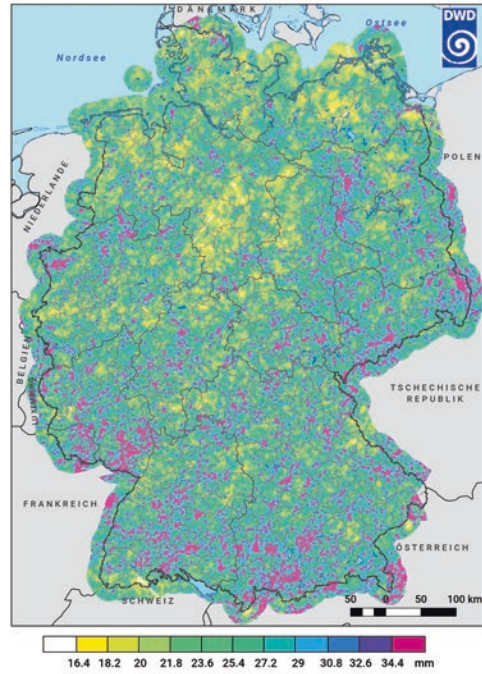 DÄNEMARK
DWD
Nordsee
Ostsee
POLEN
NIEDERLANDE
BELGIEN
LUXEMBURG
TSCHECHISCHE
REPUBLIK
FRANKREICH
ÖSTERREICH
SCHWEIZ
50 0 50 100 km
16.4 18.2 20 21.8 23.6 25.4 27.2 29 30.8 32.6 34.4 mm